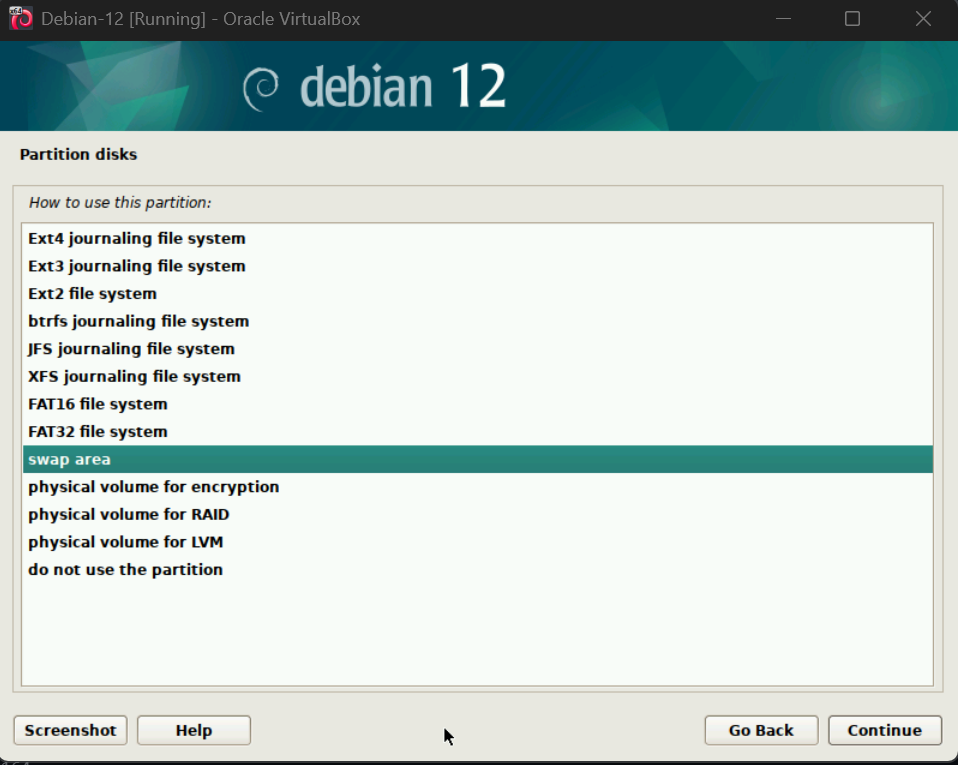 Debian-12 [Running] - Oracle VirtualBox
debian 12
Partition disks
How to use this partition:
Ext4 journaling file system
Ext3 journaling file system
Ext2 file system
btrfs journaling file system
JFS journaling file system
XFS journaling file system
FAT16 file system
FAT32 file system
swap area
physical volume for encryption
physical volume for RAID
physical volume for LVM
do not use the partition
Screenshot Help Go Back Continue